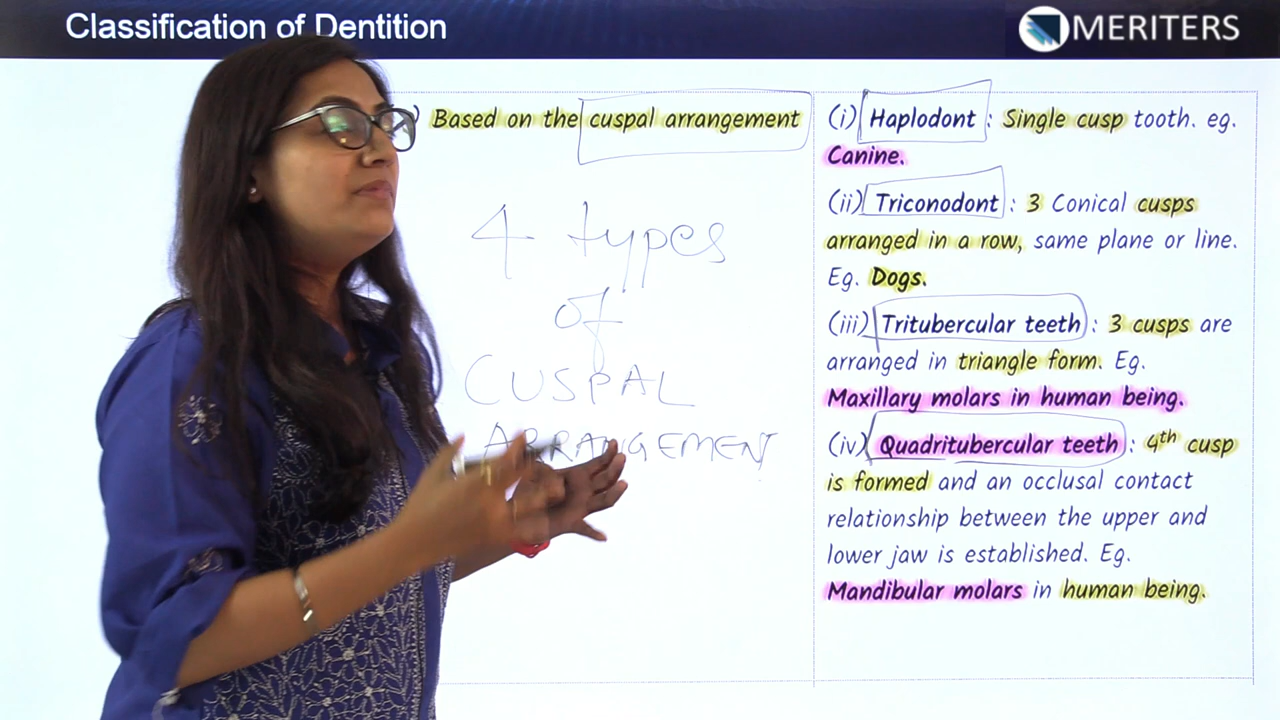 Classification of Dentition
MERITERS
) Based on the cuspal arrangement
4 types
of
CUSPAL
ARRANGEMENT
(i) Haplodont : Single cusp tooth. eg.
Canine.
(ii) Triconodont : 3 Conical cusps
arranged in a row, same plane or line.
Eg. Dogs.
(iii) Tritubercular teeth : 3 cusps are
arranged in triangle form. Eg.
Maxillary molars in human being.
(iv) Quadritubercular teeth : 4th cusp
is formed and an occlusal contact
relationship between the upper and
lower jaw is established. Eg.
Mandibular molars in human being.